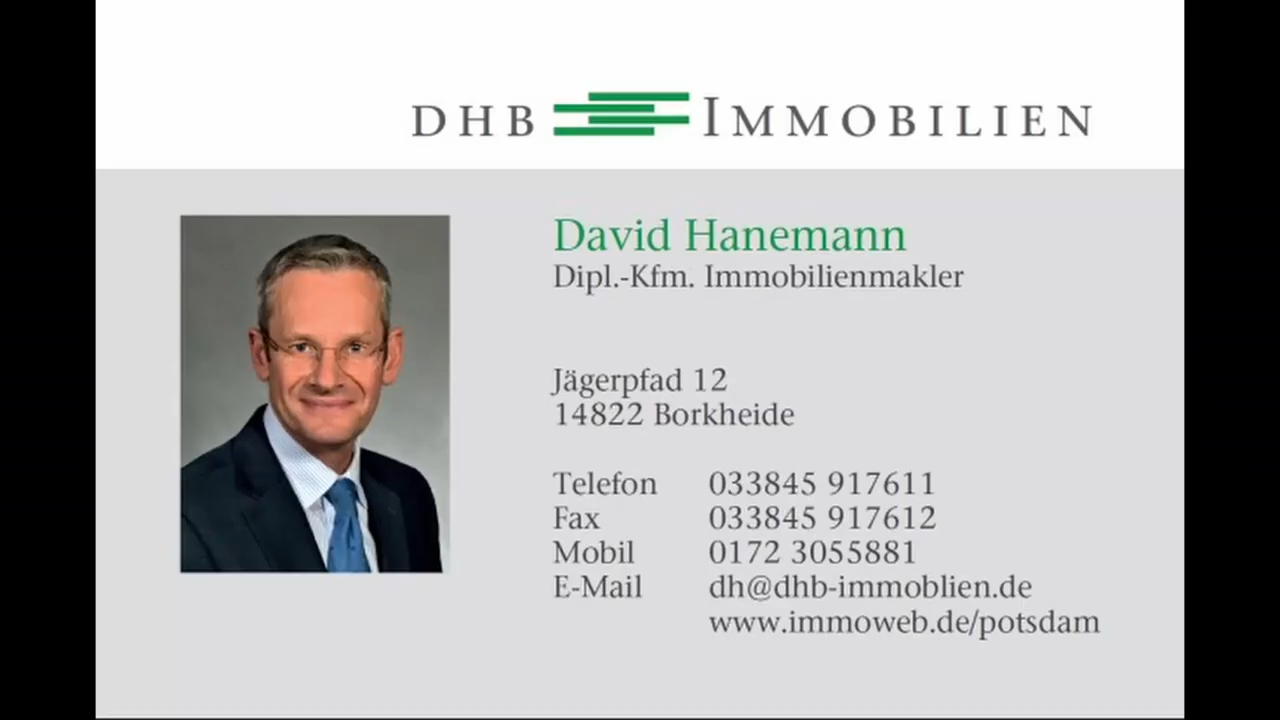 DHB IMMOBILIEN
David Hanemann
Dipl.-Kfm. Immobilienmakler
Jägerpfad 12
14822 Borkheide
Telefon 033845 917611
Fax 033845 917612
Mobil 0172 3055881
E-Mail dh@dhb-immoblien.de
www.immoweb.de/potsdam